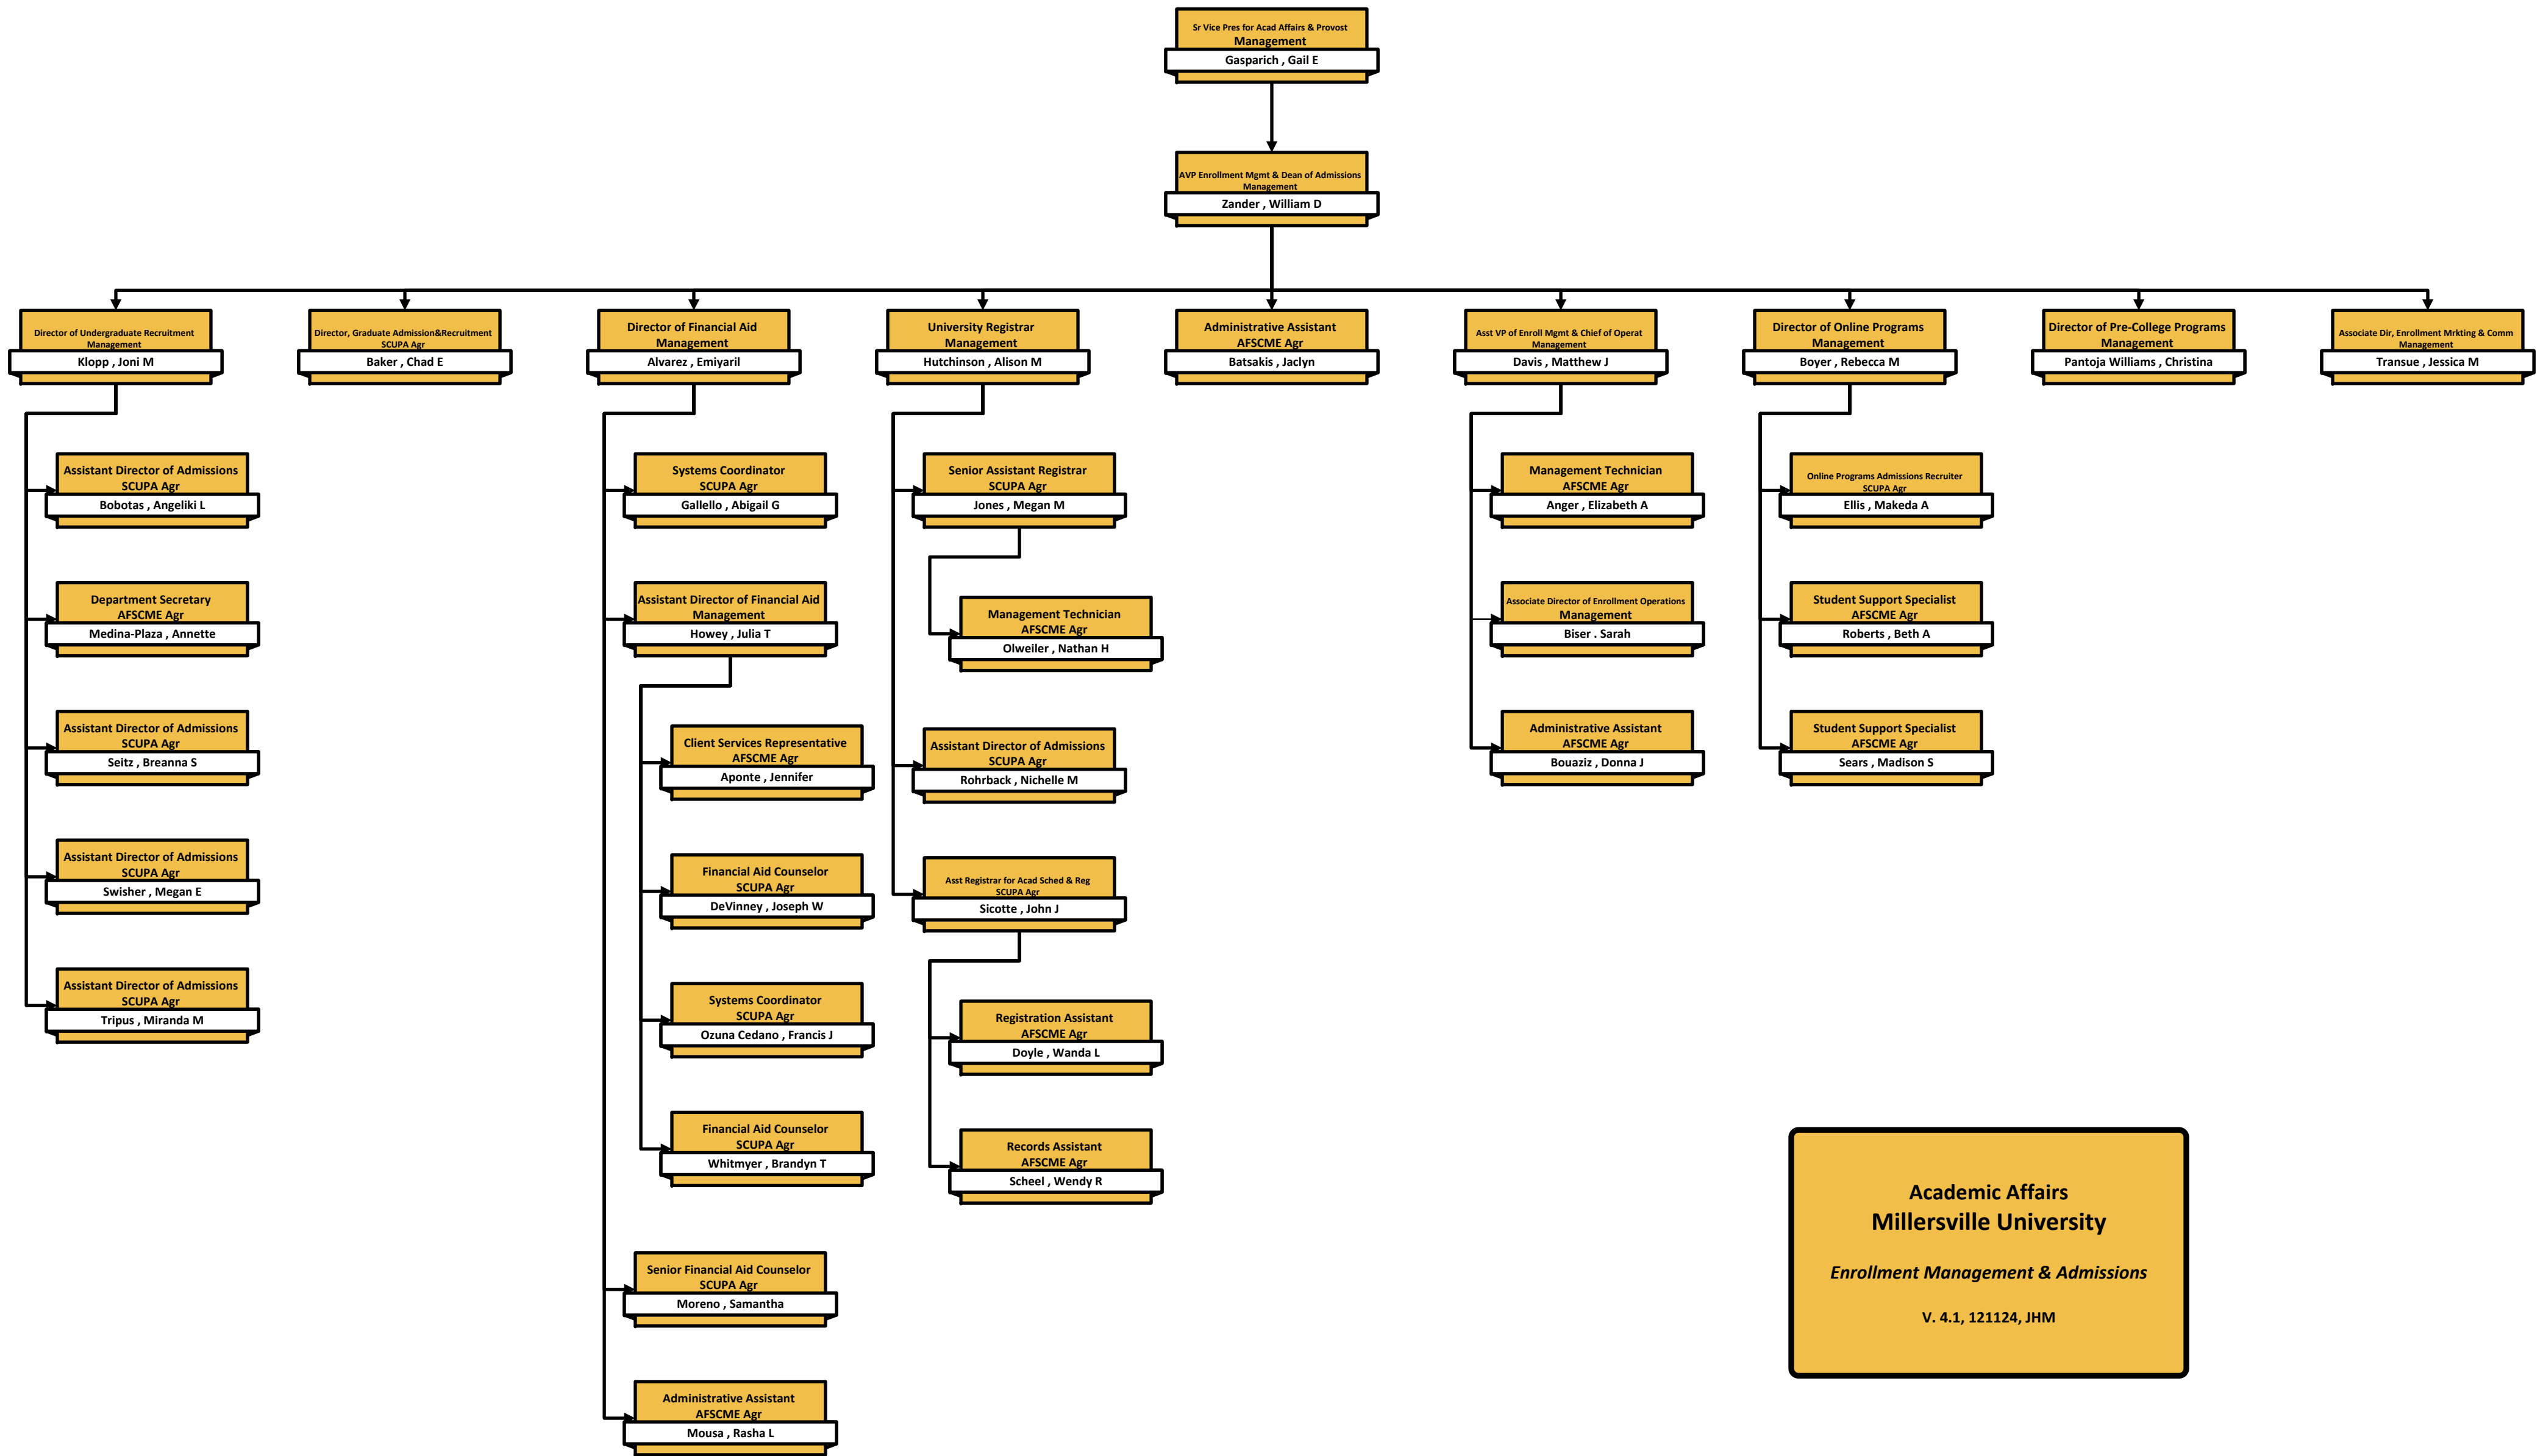 Sr Vice Pres for Acad Affairs & Provost
Management
Gasparich , Gail E
AVP Enrollment Mgmt & Dean of Admissions
Management
Zander , William D
Director of Undergraduate Recruitment
Management
Klopp , Joni M
Director, Graduate Admission&Recruitment
SCUPA Agr
Baker , Chad E
Director of Financial Aid
Management
Alvarez , Emiyaril
University Registrar
Management
Hutchinson , Alison M
Administrative Assistant
AFSCME Agr
Batsakis , Jaclyn
Asst VP of Enroll Mgmt & Chief of Operat
Management
Davis , Matthew J
Director of Online Programs
Management
Boyer , Rebecca M
Director of Pre-College Programs
Management
Pantoja Williams , Christina
Associate Dir, Enrollment Mrkting & Comm
Management
Transue , Jessica M
Assistant Director of Admissions
SCUPA Agr
Bobotas , Angeliki L
Department Secretary
AFSCME Agr
Medina-Plaza , Annette
Assistant Director of Admissions
SCUPA Agr
Seitz , Breanna S
Assistant Director of Admissions
SCUPA Agr
Swisher , Megan E
Assistant Director of Admissions
SCUPA Agr
Tripus , Miranda M
Systems Coordinator
SCUPA Agr
Gallello , Abigail G
Assistant Director of Financial Aid
Management
Howey , Julia T
Client Services Representative
AFSCME Agr
Aponte , Jennifer
Financial Aid Counselor
SCUPA Agr
DeVinney , Joseph W
Systems Coordinator
SCUPA Agr
Ozuna Cedano , Francis J
Financial Aid Counselor
SCUPA Agr
Whitmyer , Brandyn T
Senior Financial Aid Counselor
SCUPA Agr
Moreno , Samantha
Administrative Assistant
AFSCME Agr
Mousa , Rasha L
Senior Assistant Registrar
SCUPA Agr
Jones , Megan M
Management Technician
AFSCME Agr
Olweiler , Nathan H
Assistant Director of Admissions
SCUPA Agr
Rohrback , Nichelle M
Asst Registrar for Acad Sched & Reg
SCUPA Agr
Sicotte , John J
Registration Assistant
AFSCME Agr
Doyle , Wanda L
Records Assistant
AFSCME Agr
Scheel , Wendy R
Management Technician
AFSCME Agr
Anger , Elizabeth A
Associate Director of Enrollment Operations
Management
Biser . Sarah
Administrative Assistant
AFSCME Agr
Bouaziz , Donna J
Online Programs Admissions Recruiter
SCUPA Agr
Ellis , Makeda A
Student Support Specialist
AFSCME Agr
Roberts , Beth A
Student Support Specialist
AFSCME Agr
Sears , Madison S
Academic Affairs
Millersville University
Enrollment Management & Admissions
V. 4.1, 121124, JHM